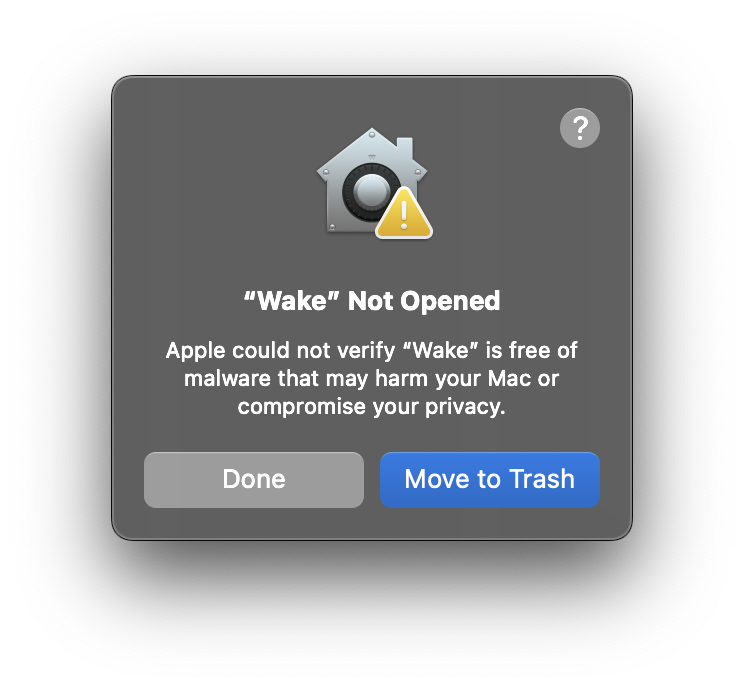 ?
“Wake” Not Opened
Apple could not verify “Wake” is free of
malware that may harm your Mac or
compromise your privacy.
Done
Move to Trash